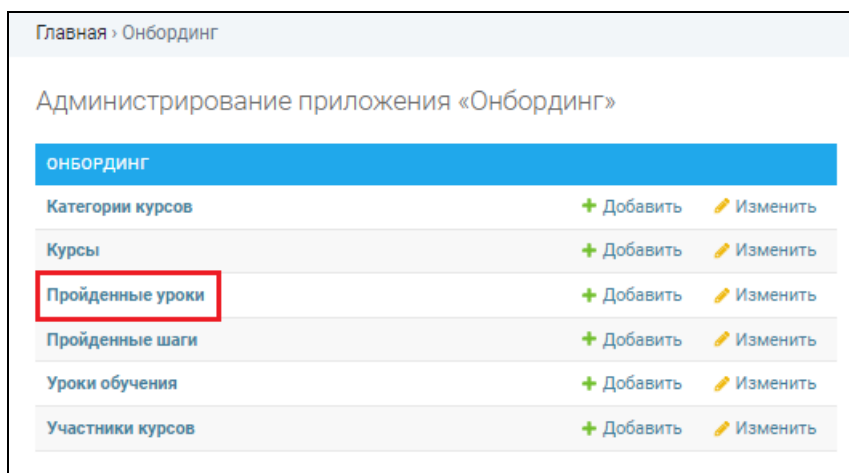 Главная › Онбординг
Администрирование приложения «Онбординг»
ОНБОРДИНГ
Категории курсов Добавить Изменить
Курсы Добавить Изменить
Пройденные уроки Добавить Изменить
Пройденные шаги Добавить Изменить
Уроки обучения Добавить Изменить
Участники курсов Добавить Изменить